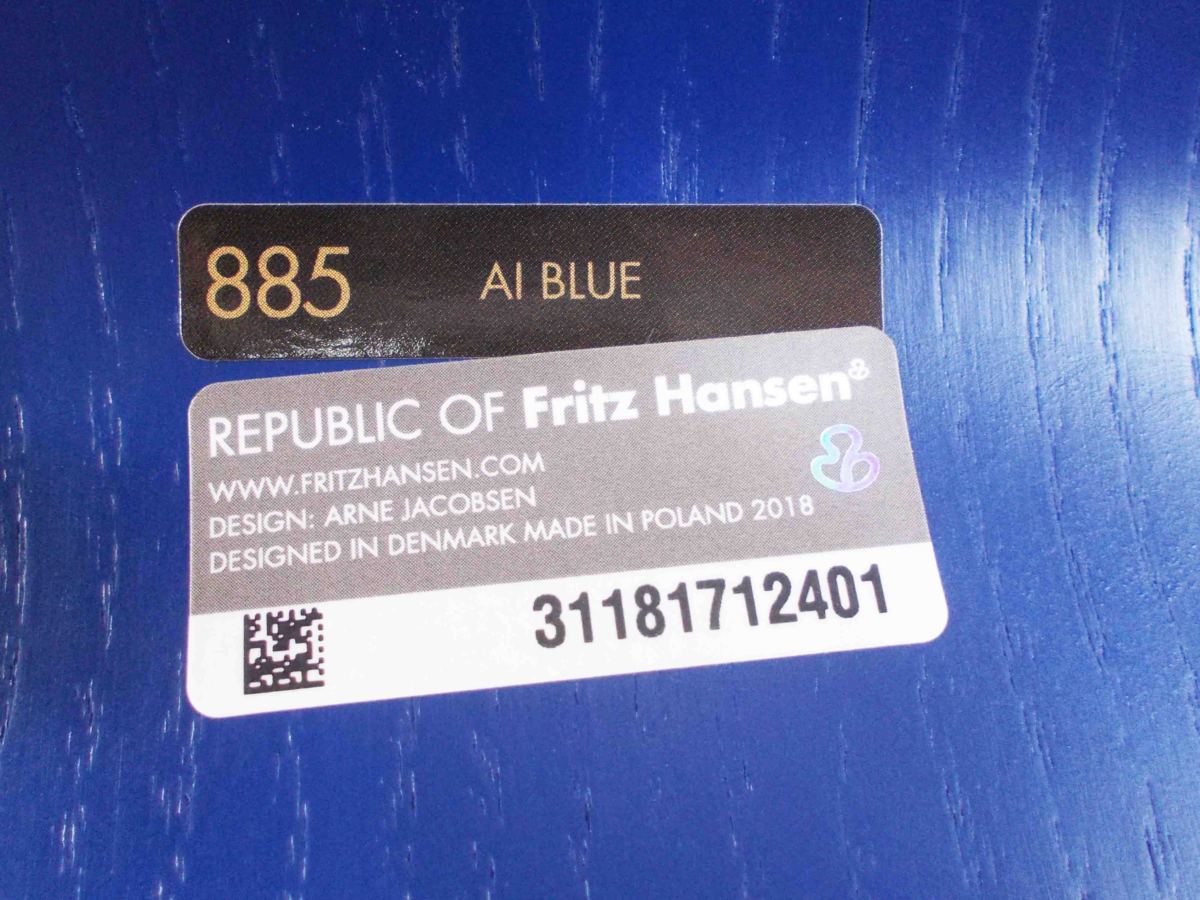 885 AI BLUE
REPUBLIC OF Fritz Hansen
WWW.FRITZHANSEN.COM
DESIGN: ARNE JACOBSEN
DESIGNED IN DENMARK MADE IN POLAND 2018
31181712401